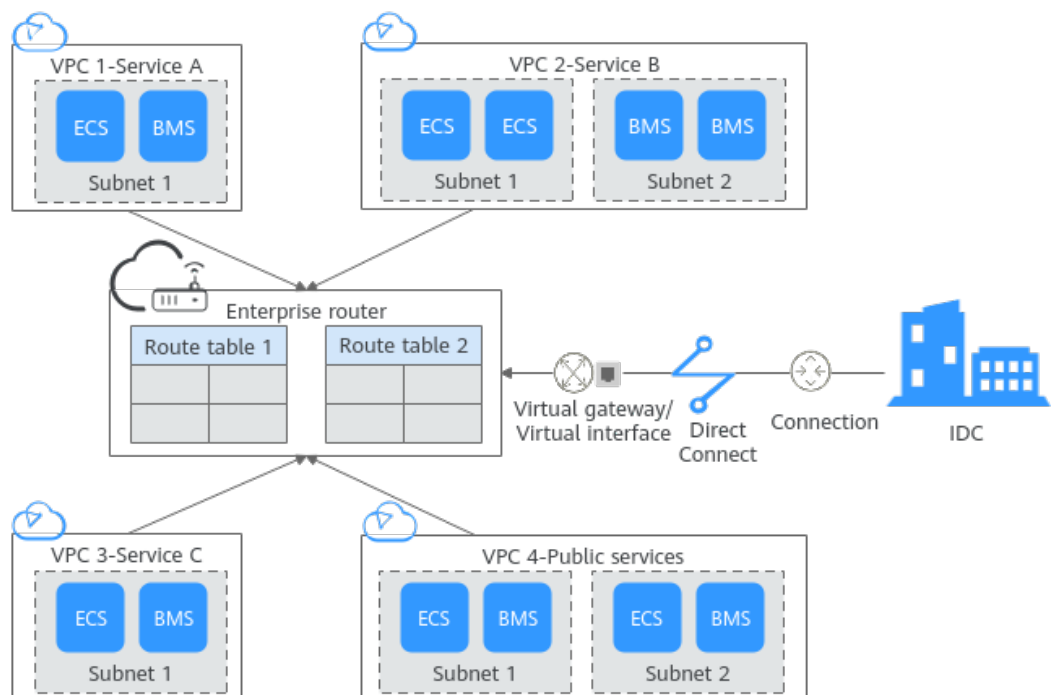 VPC 1-Service A
ECS
BMS
Subnet 1
VPC 2-Service B
ECS
ECS
Subnet 1
BMS
BMS
Subnet 2
Enterprise router
Route table 1
Route table 2
Virtual gateway/
Virtual interface
Direct
Connect
Connection
IDC
VPC 3-Service C
ECS
BMS
Subnet 1
VPC 4-Public services
ECS
BMS
Subnet 1
ECS
BMS
Subnet 2